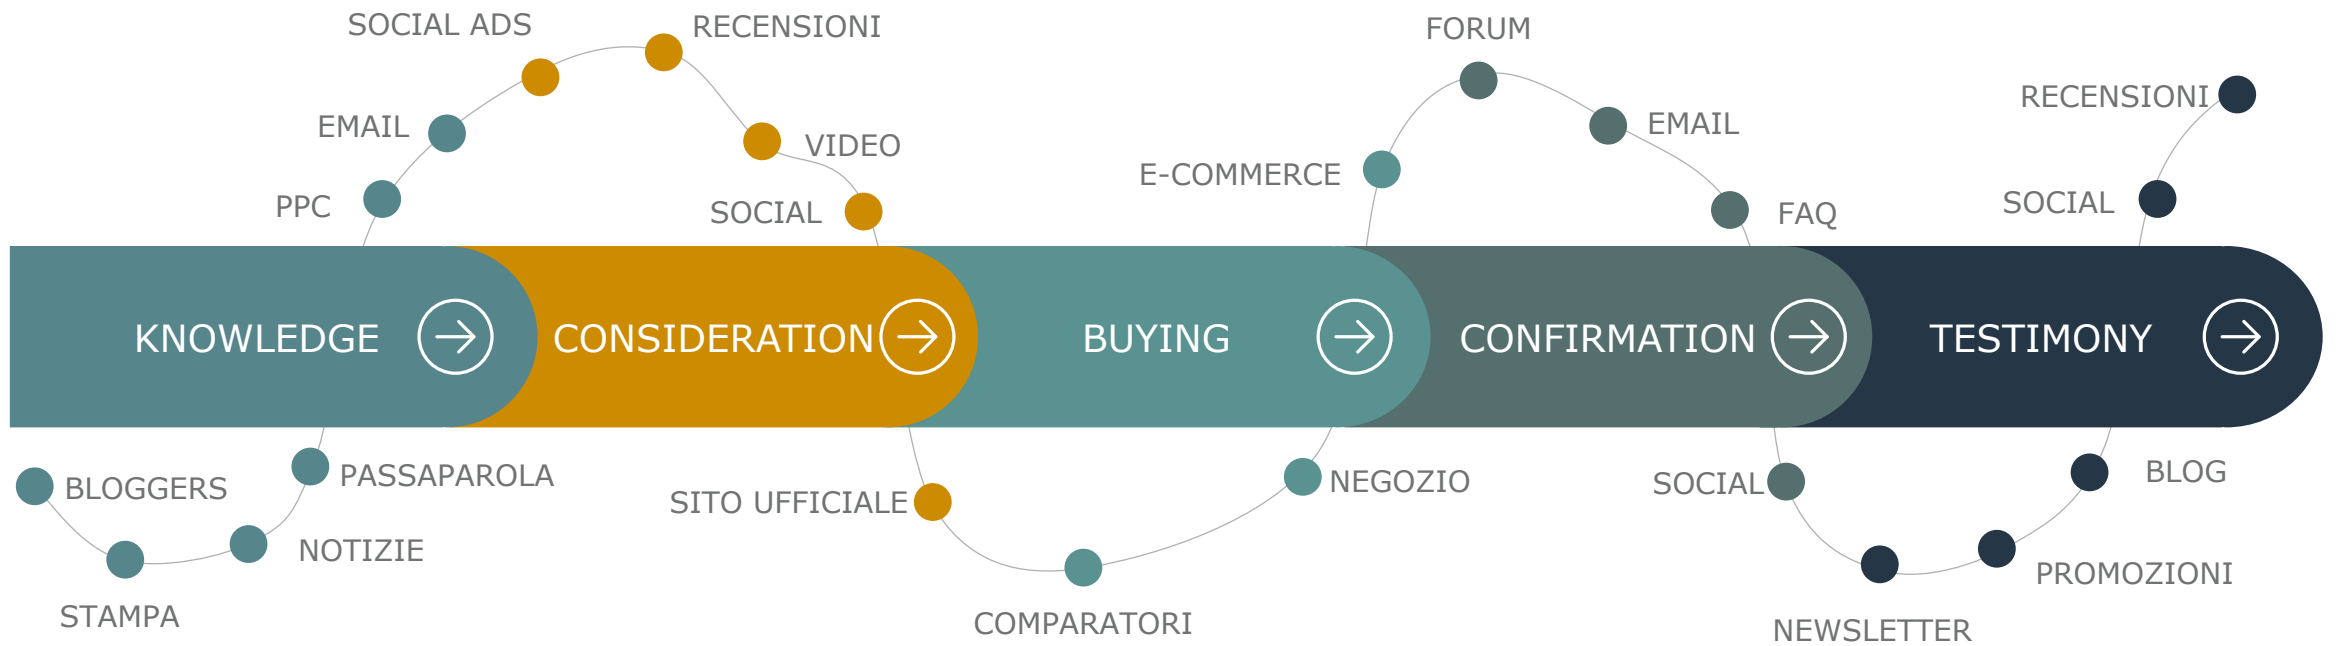 SOCIAL ADS
RECENSIONI
EMAIL
PPC
VIDEO
SOCIAL
FORUM
EMAIL
E-COMMERCE
FAQ
RECENSIONI
SOCIAL
KNOWLEDGE
CONSIDERATION
BUYING
CONFIRMATION
TESTIMONY
BLOGGERS
PASSAPAROLA
NOTIZIE
STAMPA
SITO UFFICIALE
NEGOZIO
COMPARATORI
SOCIAL
BLOG
PROMOZIONI
NEWSLETTER